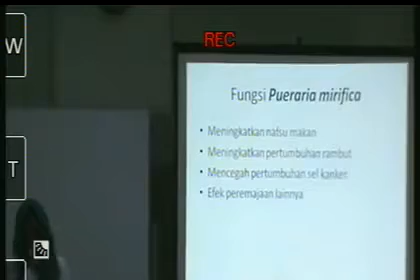 REC
W
T
Fungsi Pueraria mirifica
• Meningkatkan nafsu makan
• Meningkatkan pertumbuhan rambut
• Mencegah pertumbuhan sel kanker
• Efek peremajaan lainnya